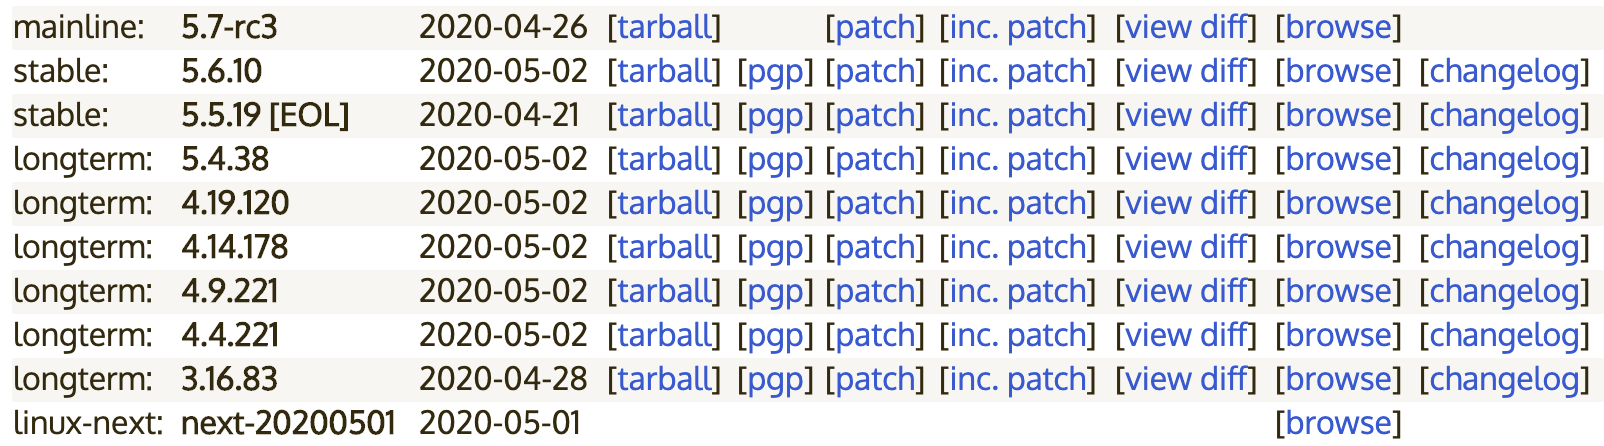 mainline: 5.7-rc3 2020-04-26 [tarball] [patch] [inc. patch] [view diff] [browse]
stable: 5.6.10 2020-05-02 [tarball] [pgp] [patch] [inc. patch] [view diff] [browse] [changelog]
stable: 5.5.19 [EOL] 2020-04-21 [tarball] [pgp] [patch] [inc. patch] [view diff] [browse] [changelog]
longterm: 5.4.38 2020-05-02 [tarball] [pgp] [patch] [inc. patch] [view diff] [browse] [changelog]
longterm: 4.19.120 2020-05-02 [tarball] [pgp] [patch] [inc. patch] [view diff] [browse] [changelog]
longterm: 4.14.178 2020-05-02 [tarball] [pgp] [patch] [inc. patch] [view diff] [browse] [changelog]
longterm: 4.9.221 2020-05-02 [tarball] [pgp] [patch] [inc. patch] [view diff] [browse] [changelog]
longterm: 4.4.221 2020-05-02 [tarball] [pgp] [patch] [inc. patch] [view diff] [browse] [changelog]
longterm: 3.16.83 2020-04-28 [tarball] [pgp] [patch] [inc. patch] [view diff] [browse] [changelog]
linux-next: next-20200501 2020-05-01 [browse]